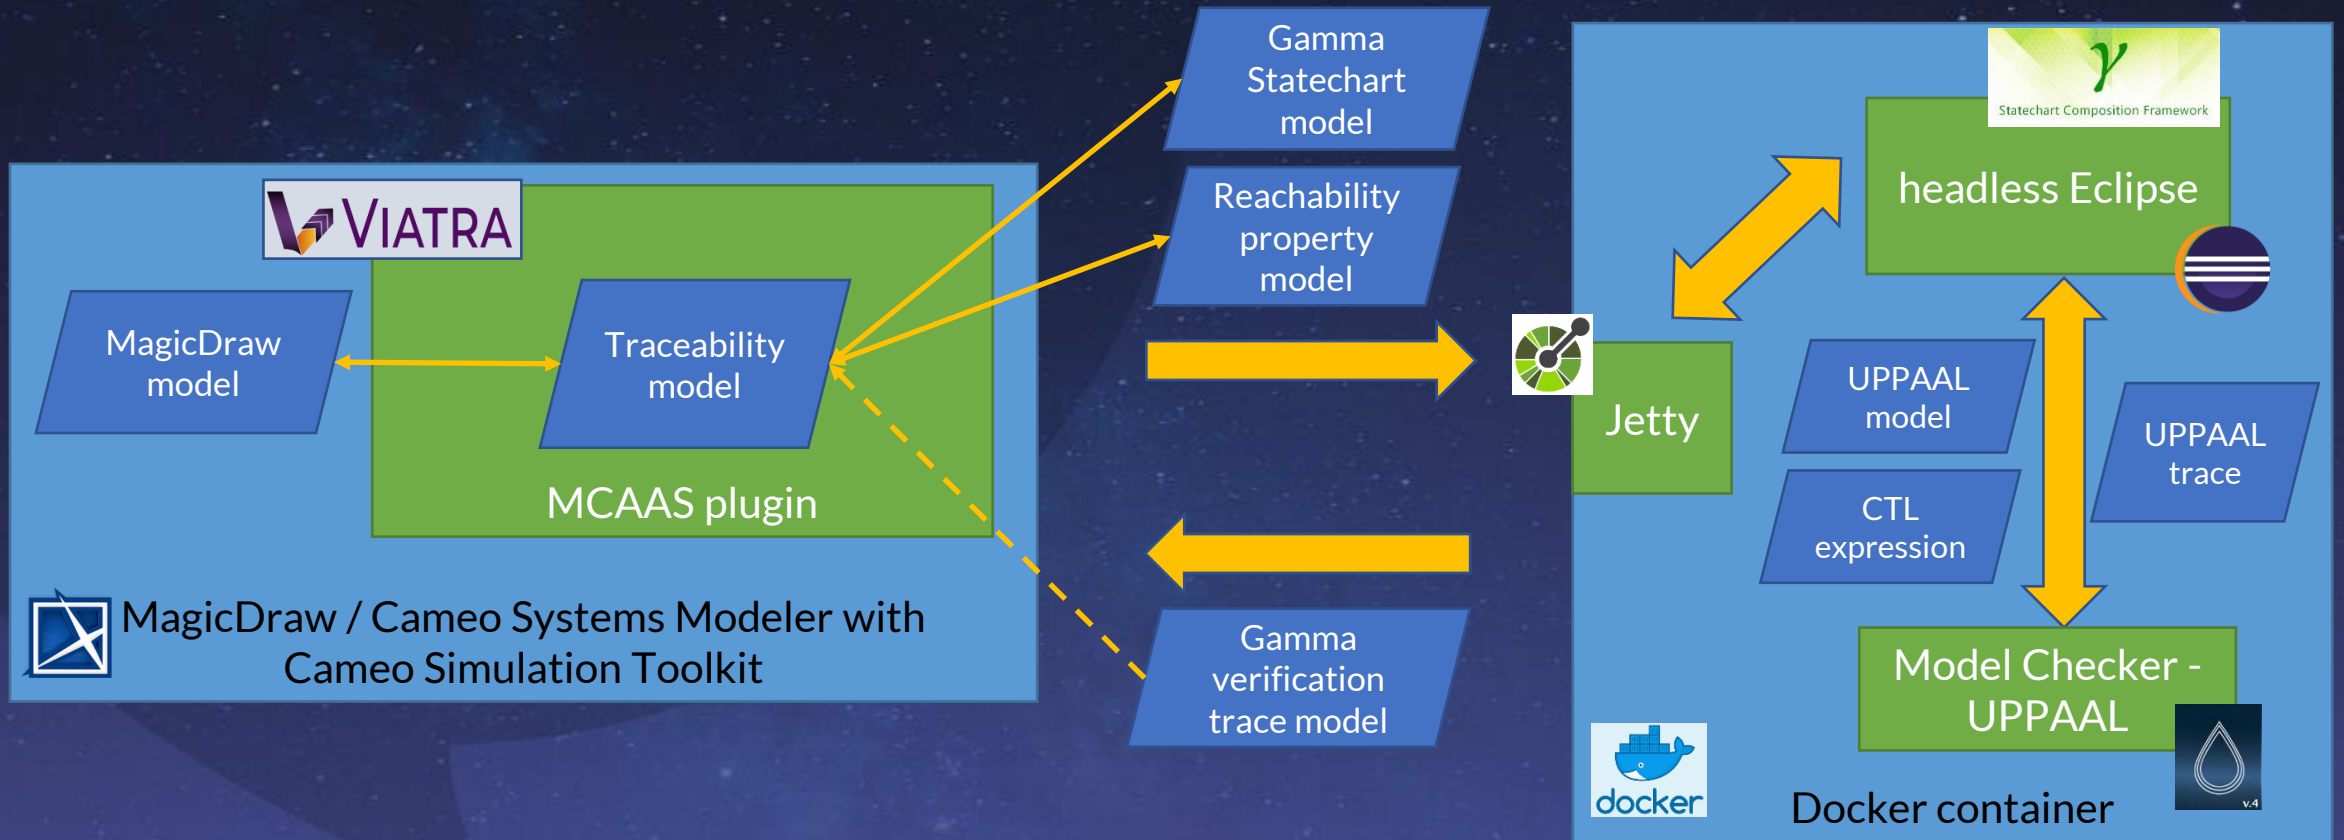 VIATRA
MagicDraw
model
Traceability
model
MCAAS plugin
MagicDraw / Cameo Systems Modeler with
Cameo Simulation Toolkit
Gamma
Statechart
model
Reachability
property
model
Gamma
verification
trace model
γ
Statechart Composition Framework
headless Eclipse
Jetty
UPPAAL
model
CTL
expression
UPPAAL
trace
Model Checker -
UPPAAL
v.4
docker
Docker container